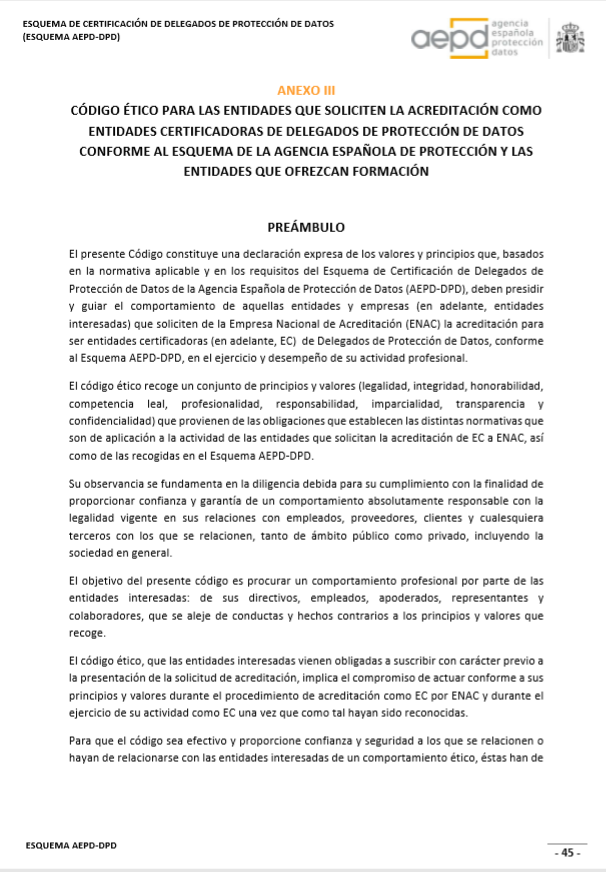 ESQUEMA DE CERTIFICACIÓN DE DELEGADOS DE PROTECCIÓN DE DATOS
(ESQUEMA AEPD-DPD)
aepd agencia
española
protección
datos
ANEXO III
CÓDIGO ÉTICO PARA LAS ENTIDADES QUE SOLICITEN LA ACREDITACIÓN COMO
ENTIDADES CERTIFICADORAS DE DELEGADOS DE PROTECCIÓN DE DATOS
CONFORME AL ESQUEMA DE LA AGENCIA ESPAÑOLA DE PROTECCIÓN Y LAS
ENTIDADES QUE OFREZCAN FORMACIÓN
PREÁMBULO
El presente Código constituye una declaración expresa de los valores y principios que, basados
en la normativa aplicable y en los requisitos del Esquema de Certificación de Delegados de
Protección de Datos de la Agencia Española de Protección de Datos (AEPD-DPD), deben presidir
y guiar el comportamiento de aquellas entidades y empresas (en adelante, entidades
interesadas) que soliciten de la Empresa Nacional de Acreditación (ENAC) la acreditación para
ser entidades certificadoras (en adelante, EC) de Delegados de Protección de Datos, conforme
al Esquema AEPD-DPD, en el ejercicio y desempeño de su actividad profesional.
El código ético recoge un conjunto de principios y valores (legalidad, integridad, honorabilidad,
competencia leal, profesionalidad, responsabilidad, imparcialidad, transparencia y
confidencialidad) que provienen de las obligaciones que establecen las distintas normativas que
son de aplicación a la actividad de las entidades que solicitan la acreditación de EC a ENAC, así
como de las recogidas en el Esquema AEPD-DPD.
Su observancia se fundamenta en la diligencia debida para su cumplimiento con la finalidad de
proporcionar confianza y garantía de un comportamiento absolutamente responsable con la
legalidad vigente en sus relaciones con empleados, proveedores, clientes y cualesquiera
terceros con los que se relacionen, tanto de ámbito público como privado, incluyendo la
sociedad en general.
El objetivo del presente código es procurar un comportamiento profesional por parte de las
entidades interesadas: de sus directivos, empleados, apoderados, representantes y
colaboradores, que se aleje de conductas y hechos contrarios a los principios y valores que
recoge.
El código ético, que las entidades interesadas vienen obligadas a suscribir con carácter previo a
la presentación de la solicitud de acreditación, implica el compromiso de actuar conforme a sus
principios y valores durante el procedimiento de acreditación como EC por ENAC y durante el
ejercicio de su actividad como EC una vez que como tal hayan sido reconocidas.
Para que el código sea efectivo y proporcione confianza y seguridad a los que se relacionen o
hayan de relacionarse con las entidades interesadas de un comportamiento ético, éstas han de
ESQUEMA AEPD-DPD
- 45 -